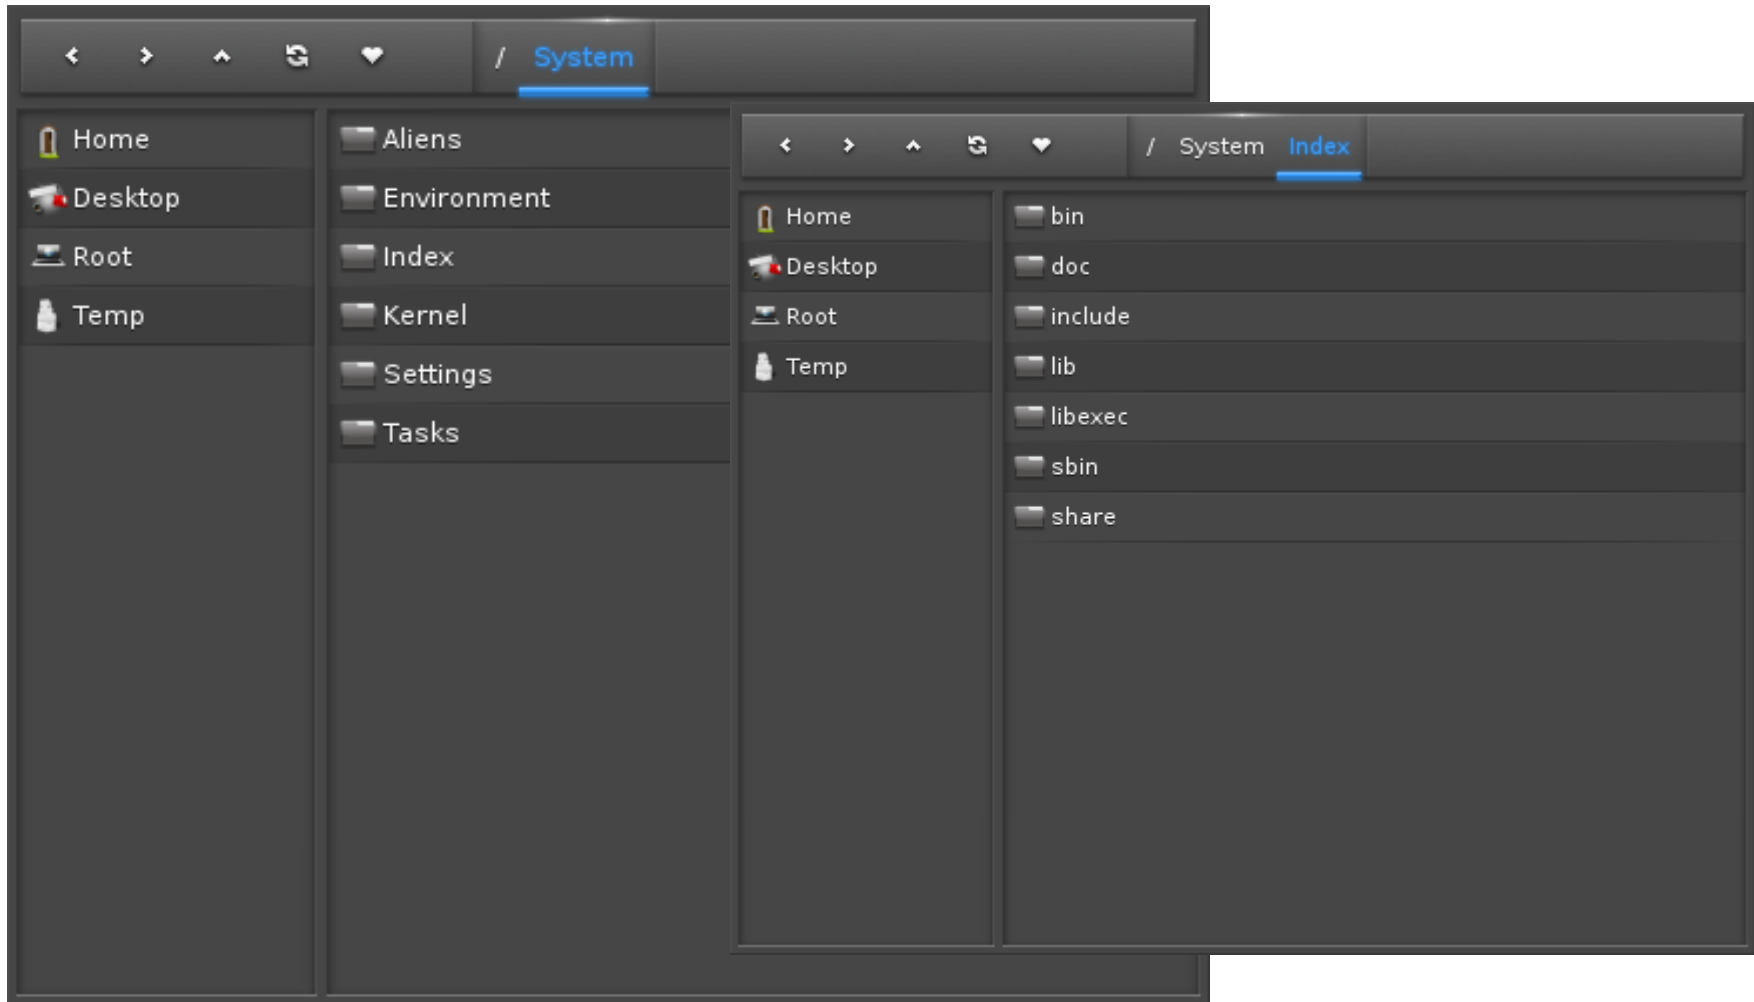 / System
Home
Desktop
Root
Temp
Aliens
Environment
Index
Kernel
Settings
Tasks
/ System Index
Home
Desktop
Root
Temp
bin
doc
include
lib
libexec
sbin
share